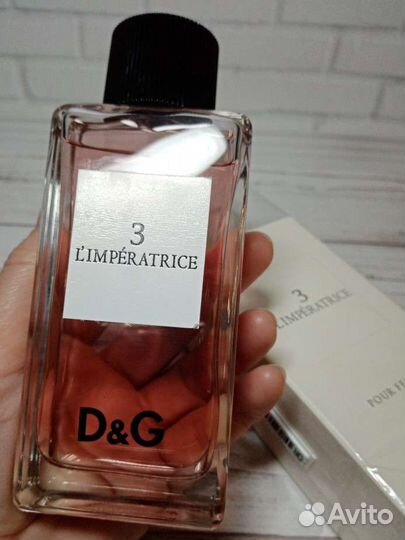 3
L'IMPÉRATRICE
D&G
3
L'IMPÉRATRICE
POUR
Avito